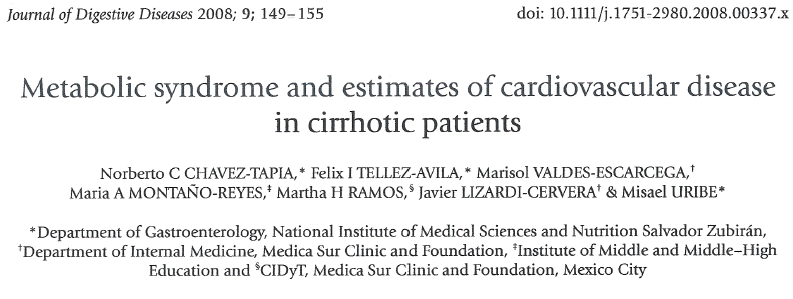 Journal of Digestive Diseases 2008; 9; 149–155 doi: 10.1111/j.1751-2980.2008.00337.x
Metabolic syndrome and estimates of cardiovascular disease
in cirrhotic patients
Norberto C CHAVEZ-TAPIA,* Felix I TELLEZ-AVILA,* Marisol VALDES-ESCARCEGA,†
Maria A MONTAÑO-REYES,‡ Martha H RAMOS,§ Javier LIZARDI-CERVERA† & Misael URIBE*
*Department of Gastroenterology, National Institute of Medical Sciences and Nutrition Salvador Zubirán,
†Department of Internal Medicine, Medica Sur Clinic and Foundation, ‡Institute of Middle and Middle–High
Education and §CIDyT, Medica Sur Clinic and Foundation, Mexico City